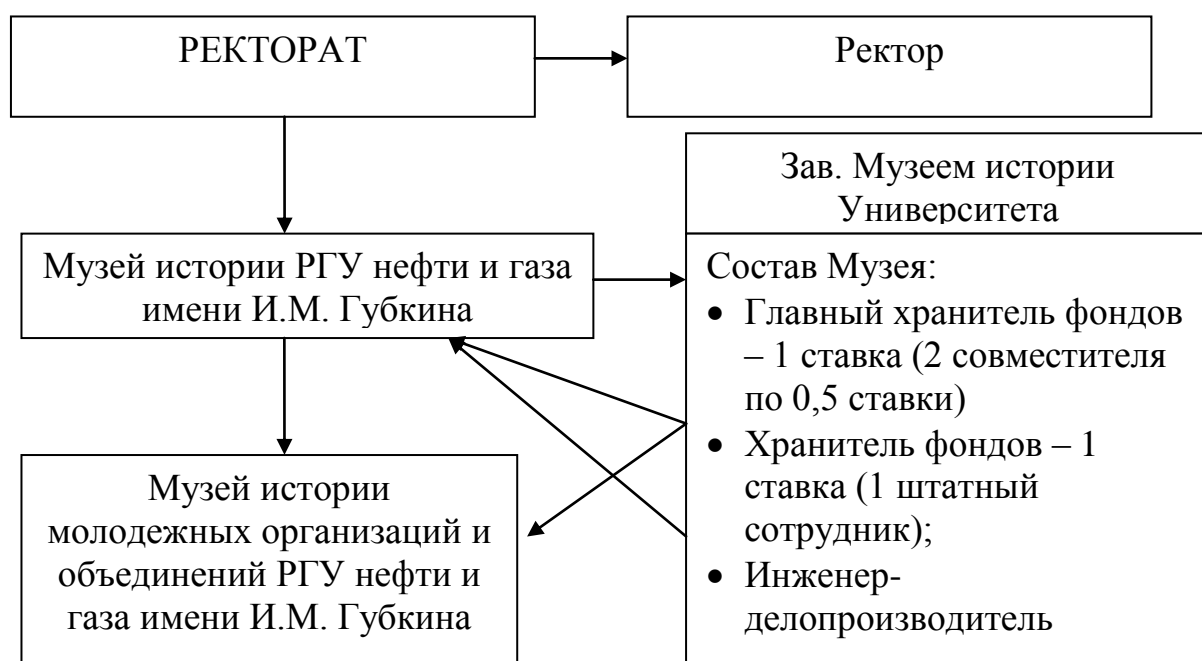 РЕКТОРАТ
Ректор
Зав. Музеем истории
Университета
Музей истории РГУ нефти и газа
имени И.М. Губкина
Состав Музея:
• Главный хранитель фондов
– 1 ставка (2 совместителя
по 0,5 ставки)
• Хранитель фондов – 1
ставка (1 штатный
сотрудник);
• Инженер-
делопроизводитель
Музей истории
молодежных организаций и
объединений РГУ нефти и
газа имени И.М. Губкина